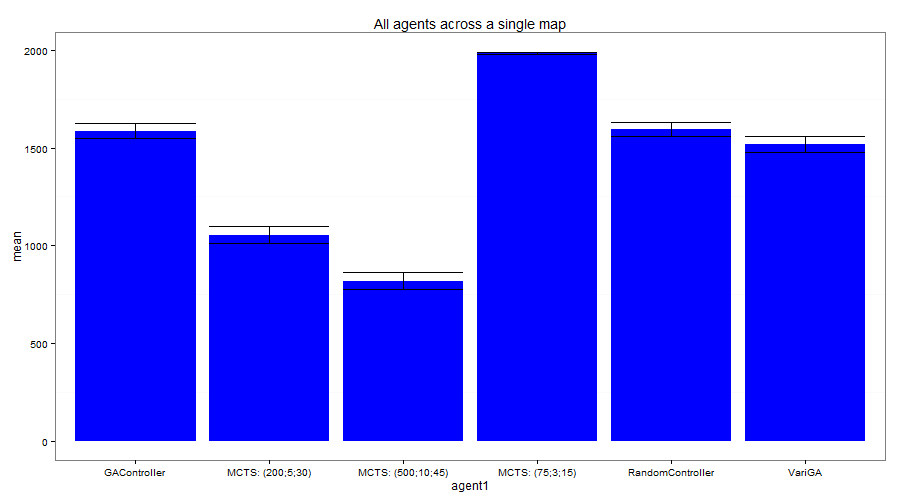 All agents across a single map
mean
2000
1500
1000
500
0
GAController MCTS: (200;5;30) MCTS: (500;10;45) MCTS: (75;3;15) RandomController VariGA
agent1